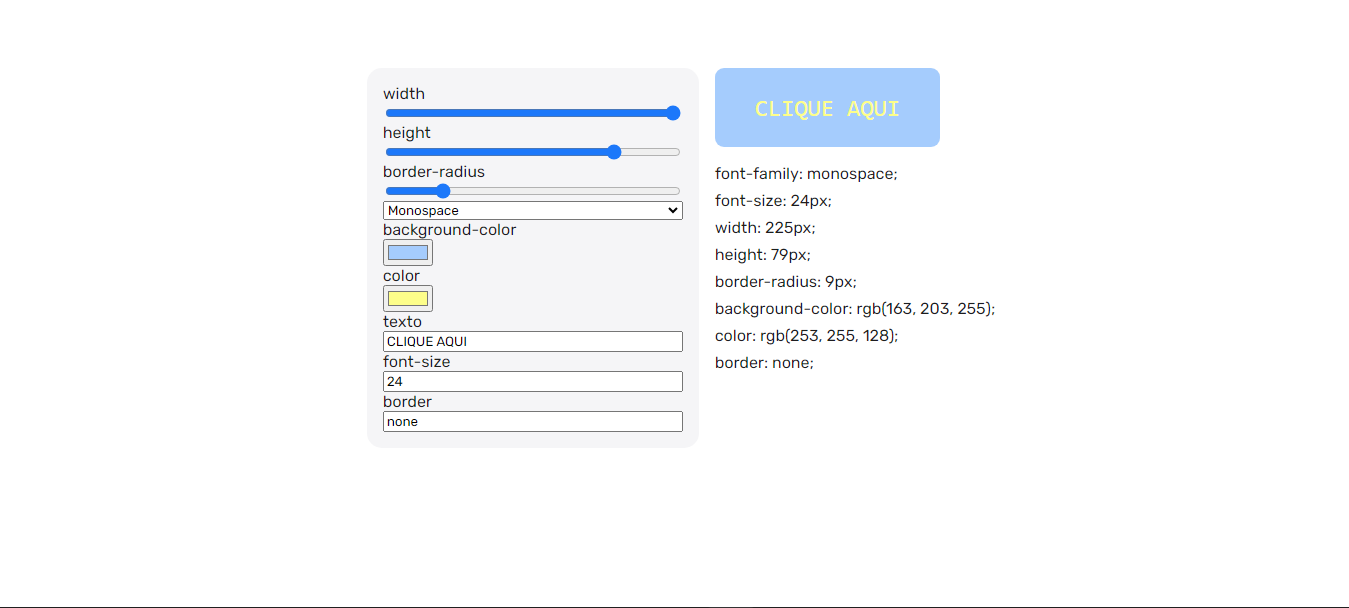 width
height
border-radius
Monospace
background-color
color
texto
CLIQUE AQUI
font-size
24
border
none
CLIQUE AQUI
font-family: monospace;
font-size: 24px;
width: 225px;
height: 79px;
border-radius: 9px;
background-color: rgb(163, 203, 255);
color: rgb(253, 255, 128);
border: none;